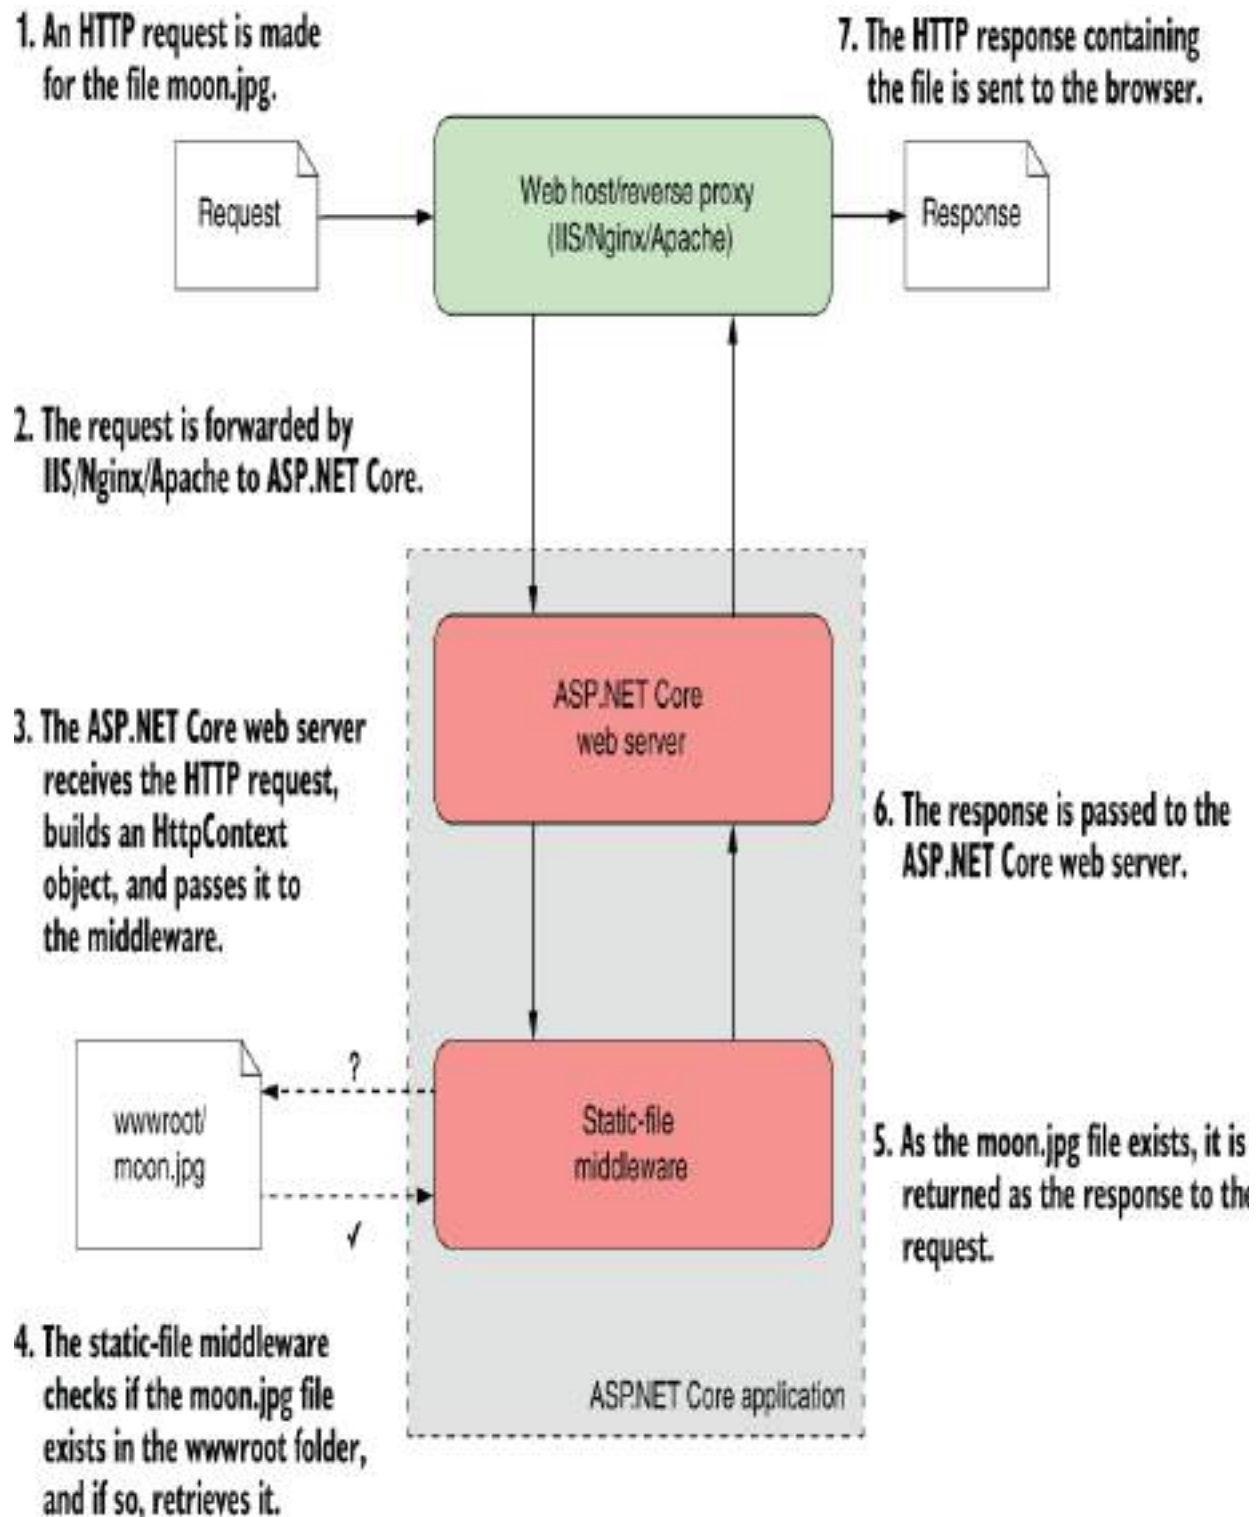 1. An HTTP request is made
for the file moon.jpg.
7. The HTTP response containing
the file is sent to the browser.
Request
Web host/reverse proxy
(IIS/Nginx/Apache)
Response
2. The request is forwarded by
IIS/Nginx/Apache to ASP.NET Core.
ASP.NET Core
web server
3. The ASP.NET Core web server
receives the HTTP request,
builds an HttpContext
object, and passes it to
the middleware.
6. The response is passed to the
ASP.NET Core web server.
?
wwwroot/
moon.jpg
✓
Static-file
middleware
5. As the moon.jpg file exists, it is
returned as the response to the
request.
4. The static-file middleware
checks if the moon.jpg file
exists in the wwwroot folder,
and if so, retrieves it.
ASP.NET Core application